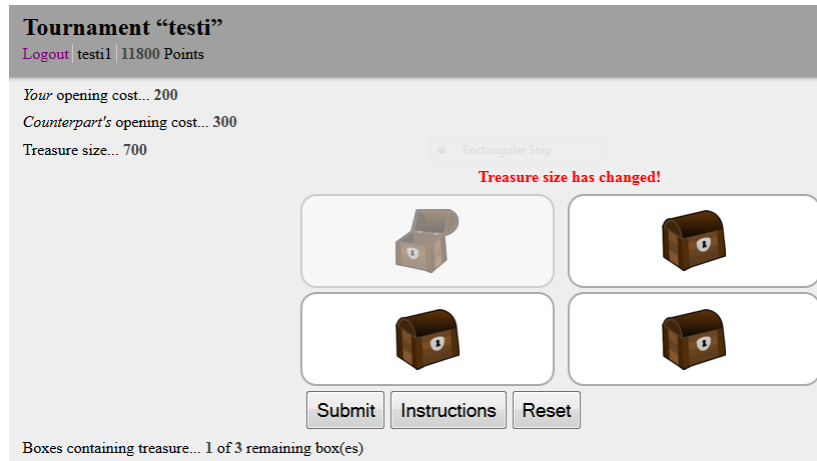 Tournament “testi”
Logout testi1 11800 Points
Your opening cost... 200
Counterpart's opening cost... 300
Treasure size... 700
Rectangular Snip
Treasure size has changed!
Submit Instructions Reset
Boxes containing treasure... 1 of 3 remaining box(es)